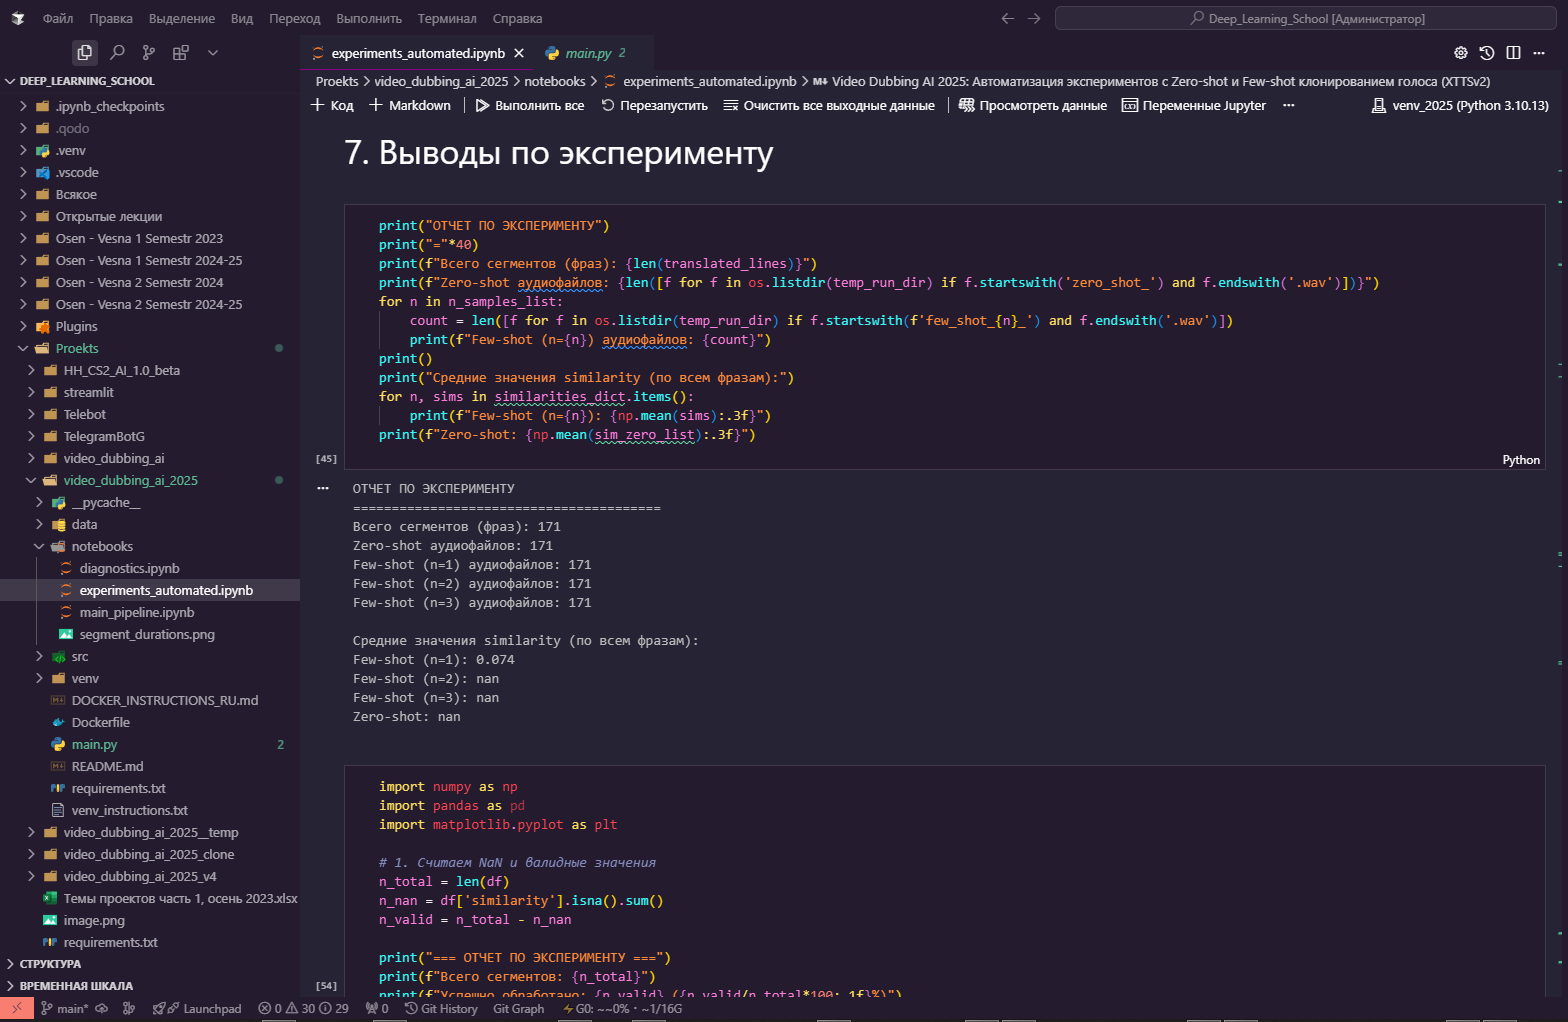 Файл Правка Выделение Вид Переход Выполнить Терминал Справка
Deep_Learning_School [Администратор]
experiments_automated.ipynb
main.py 2
DEEP_LEARNING_SCHOOL
.ipynb_checkpoints
.qodo
.venv
.vscode
Всякое
Открытые лекции
Osen - Vesna 1 Semestr 2023
Osen - Vesna 1 Semestr 2024-25
Osen - Vesna 2 Semestr 2024
Osen - Vesna 2 Semestr 2024-25
Plugins
Proekts
HH_CS2_AI_1.0_beta
streamlit
Telebot
TelegramBotG
video_dubbing_ai
video_dubbing_ai_2025
__pycache__
data
notebooks
diagnostics.ipynb
experiments_automated.ipynb
main_pipeline.ipynb
segment_durations.png
src
venv
DOCKER_INSTRUCTIONS_RU.md
Dockerfile
main.py 2
README.md
requirements.txt
venv_instructions.txt
video_dubbing_ai_2025__temp
video_dubbing_ai_2025_clone
video_dubbing_ai_2025_v4
Темы проектов часть 1, осень 2023.xlsx
image.png
requirements.txt
СТРУКТУРА
ВРЕМЕННАЯ ШКАЛА
Proekts > video_dubbing_ai_2025 > notebooks > experiments_automated.ipynb > M↓ Video Dubbing AI 2025: Автоматизация экспериментов с Zero-shot и Few-shot клонированием голоса (XTTSv2)
+ Код + Markdown Выполнить все Перезапустить Очистить все выходные данные Просмотреть данные Переменные Jupyter ... venv_2025 (Python 3.10.13)
7. Выводы по эксперименту
print("ОТЧЕТ ПО ЭКСПЕРИМЕНТУ")
print("="*40)
print(f"Всего сегментов (фраз): {len(translated_lines)}")
print(f"Zero-shot аудиофайлов: {len([f for f in os.listdir(temp_run_dir) if f.startswith('zero_shot_') and f.endswith('.wav')])}")
for n in n_samples_list:
count = len([f for f in os.listdir(temp_run_dir) if f.startswith(f'few_shot_{n}_') and f.endswith('.wav')])
print(f"Few-shot (n={n}) аудиофайлов: {count}")
print()
print("Средние значения similarity (по всем фразам):")
for n, sims in similarities_dict.items():
print(f"Few-shot (n={n}): {np.mean(sims):.3f}")
print(f"Zero-shot: {np.mean(sim_zero_list):.3f}")
[45]
Python
ОТЧЕТ ПО ЭКСПЕРИМЕНТУ
========================================
Всего сегментов (фраз): 171
Zero-shot аудиофайлов: 171
Few-shot (n=1) аудиофайлов: 171
Few-shot (n=2) аудиофайлов: 171
Few-shot (n=3) аудиофайлов: 171
Средние значения similarity (по всем фразам):
Few-shot (n=1): 0.074
Few-shot (n=2): nan
Few-shot (n=3): nan
Zero-shot: nan
import numpy as np
import pandas as pd
import matplotlib.pyplot as plt
# 1. Считаем NaN и валидные значения
n_total = len(df)
n_nan = df['similarity'].isna().sum()
n_valid = n_total - n_nan
print("=== ОТЧЕТ ПО ЭКСПЕРИМЕНТУ ===")
print(f"Всего сегментов: {n_total}")
[54]
print(f"Успешно обработано: {n_valid} ({n_valid/n_total*100:.1f}%)")
main* Launchpad 0 30 29 0 Git History Git Graph G0: ~~0% · ~1/16G